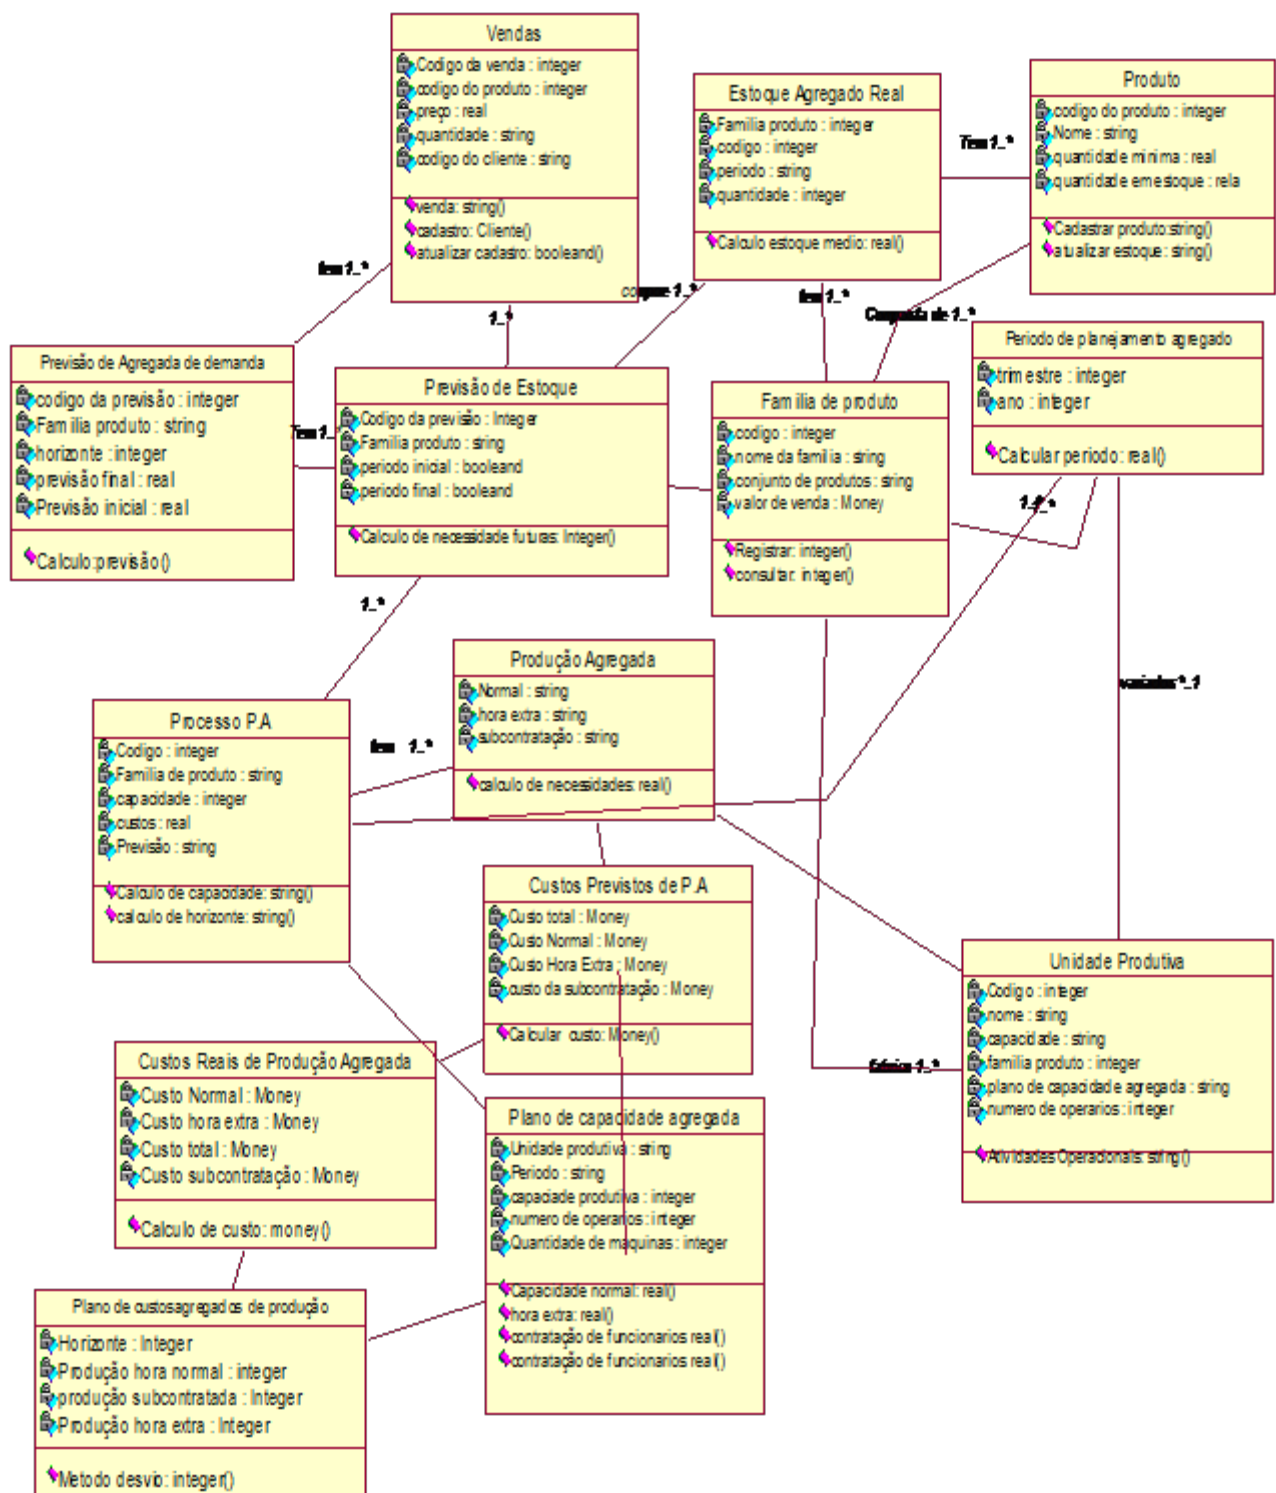 Vendas
Codigo da venda : integer
codigo do produto : integer
preço : real
quantidade : string
codigo do cliente : string
venda: string()
cadastro: Cliente()
atualizar cadastro: booleand()
Estoque Agregado Real
Familia produto : integer
codigo : integer
periodo : string
quantidade : integer
Calculo estoque medio: real()
Tem 1..*
Produto
codigo do produto : integer
Nome : string
quantidade minima : real
quantidade em estoque : rela
Cadastrar produto:string()
atualizar estoque : string()
tem 1..*
1..*
1..*
tem 1..*
Composta de 1..*
Previsão de Agregada de demanda
codigo da previsão : integer
Familia produto : string
horizonte : integer
previsão final : real
Previsão inicial : real
Calculo:previsão()
Tem 1..
Previsão de Estoque
Codigo da previsão : Integer
Familia produto : string
periodo inicial : booleand
periodo final : booleand
Calculo de necessidade futuras: Integer()
Familia de produto
codigo : integer
nome da familia : string
conjunto de produtos : string
valor de venda : Money
Registrar: integer()
consultar: integer()
Periodo de planejamento agregado
trimestre : integer
ano : integer
Calcular periodo : real()
1..*
Processo P.A
Codigo : integer
Familia de produto : string
capacidade : integer
custos : real
Previsão : string
Calculo de capacidade: string()
calculo de horizonte: string()
tem 1..*
Produção Agregada
Normal : string
hora extra : string
subcontratação : string
calculo de necessidades: real()
*..1
Custos Previstos de P.A
Custo total : Money
Custo Normal : Money
Custo Hora Extra : Money
custo da subcontratação : Money
Calcular custo: Money()
Unidade Produtiva
Codigo : integer
nome : string
capacidade : string
familia produto : integer
plano de capacidade agregada : string
numero de operarios : integer
Atividades Operacionais: string()
1..*
Custos Reais de Produção Agregada
Custo Normal : Money
Custo hora extra : Money
Custo total : Money
Custo subcontratação : Money
Calculo de custo: money()
Plano de capacidade agregada
Unidade produtiva : string
Periodo : string
capaciade produtiva : integer
numero de operarios : integer
Quantidade de maquinas : integer
Capacidade normal: real()
hora extra: real()
contratação de funcionarios real()
contratação de funcionarios real()
Plano de custosagregados de produção
Horizonte : Integer
Produção hora normal : integer
produção subcontratada : Integer
Produção hora extra : Integer
Metodo desvio: integer()